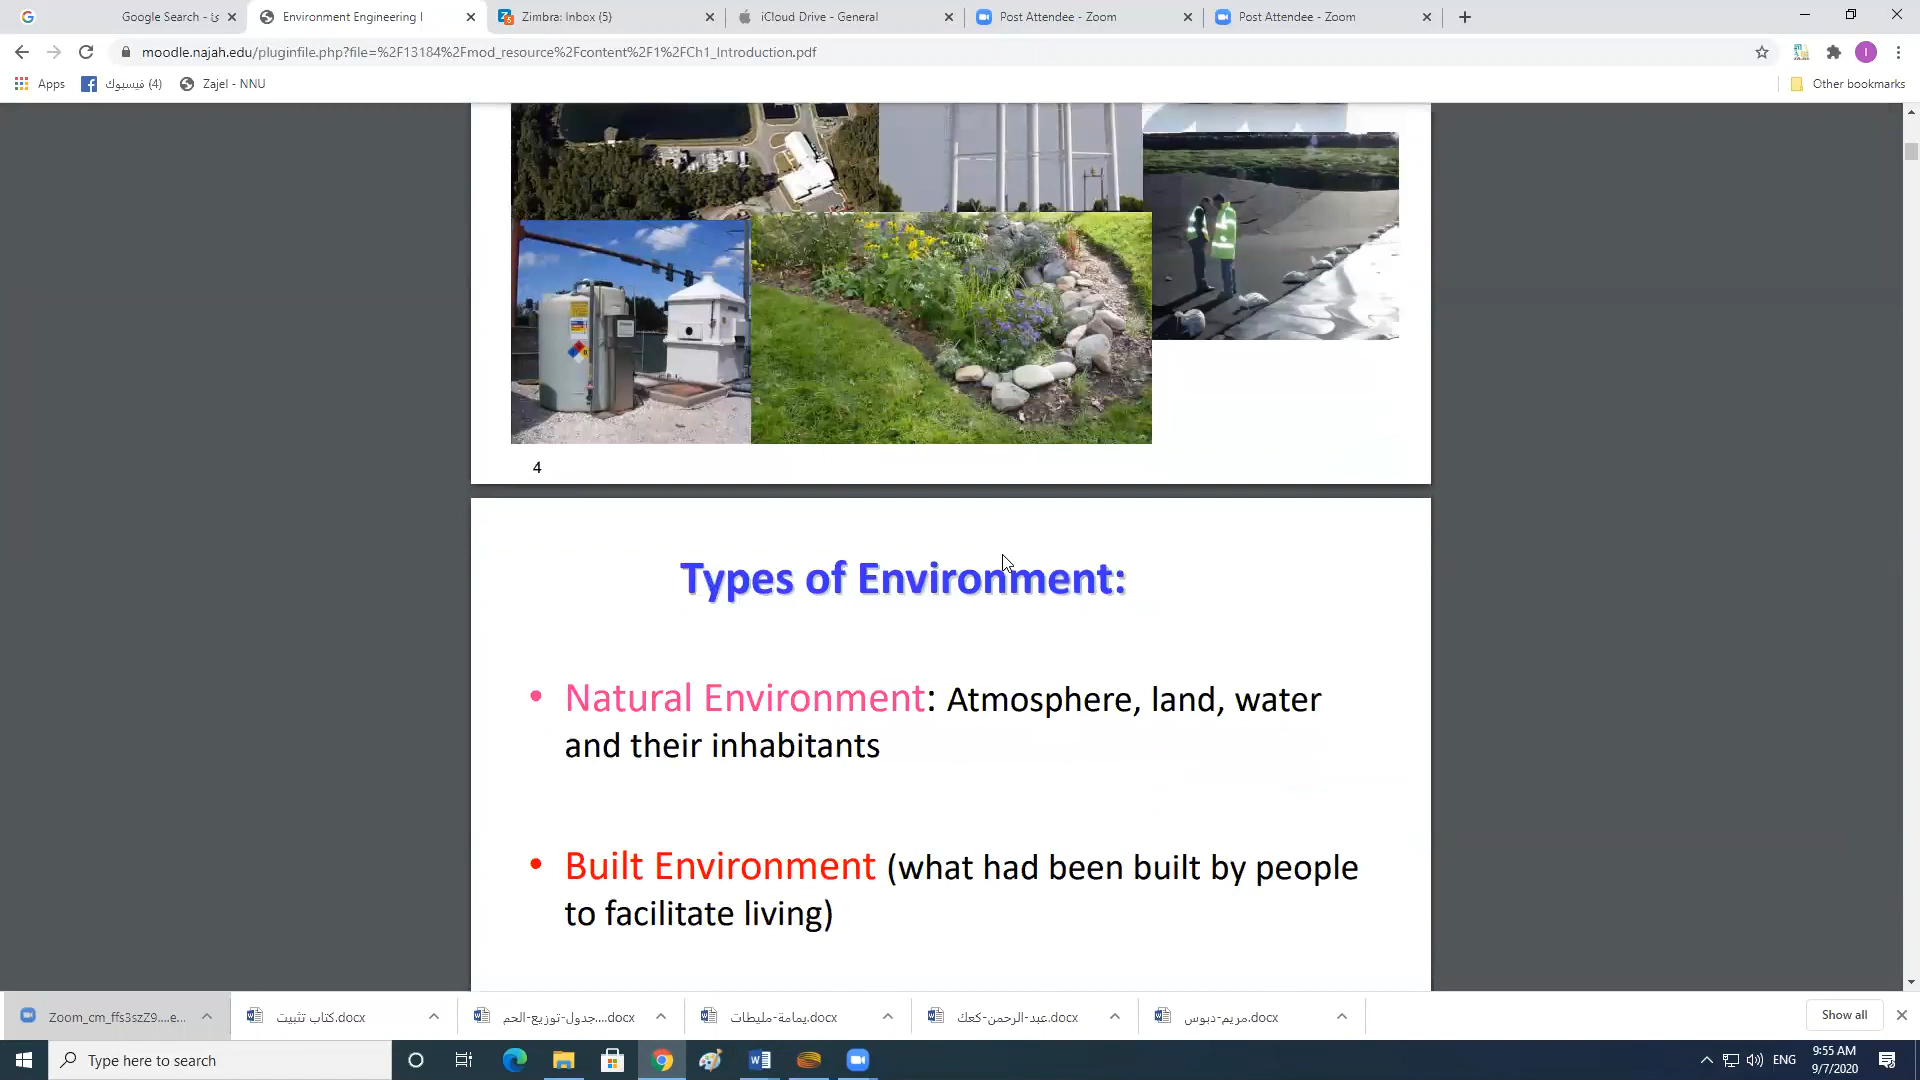 Google Search - ئ
Environment Engineering I
Zimbra: Inbox (5)
iCloud Drive - General
Post Attendee - Zoom
Post Attendee - Zoom
moodle.najah.edu/pluginfile.php?file=%2F13184%2Fmod_resource%2Fcontent%2F1%2FCh1_Introduction.pdf
Apps
(4) فيسبوك
Zajel - NNU
Other bookmarks
4
Types of Environment:
• Natural Environment: Atmosphere, land, water
and their inhabitants
• Built Environment (what had been built by people
to facilitate living)
Zoom_cm_ffs3szZ9....e...
كتاب تثبيت.docx
جدول-توزيع-الحم....docx
يمامة-مليطات.docx
عبد-الرحمن-كعك.docx
مريم-دبوس.docx
Show all
Type here to search
ENG
9:55 AM
9/7/2020